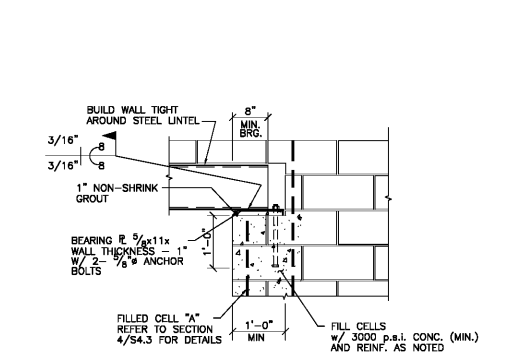 BUILD WALL TIGHT
AROUND STEEL LINTEL
8"
MIN.
BRG.
3/16"
8
3/16"
8
1" NON-SHRINK
GROUT
BEARING ℄ 5/8x11x
WALL THICKNESS - 1"
W/ 2- 5/8"ø ANCHOR
BOLTS
1'-0"
FILLED CELL "A"
REFER TO SECTION
4/S4.3 FOR DETAILS
1'-0"
MIN
FILL CELLS
w/ 3000 p.s.i. CONC. (MIN.)
AND REINF. AS NOTED